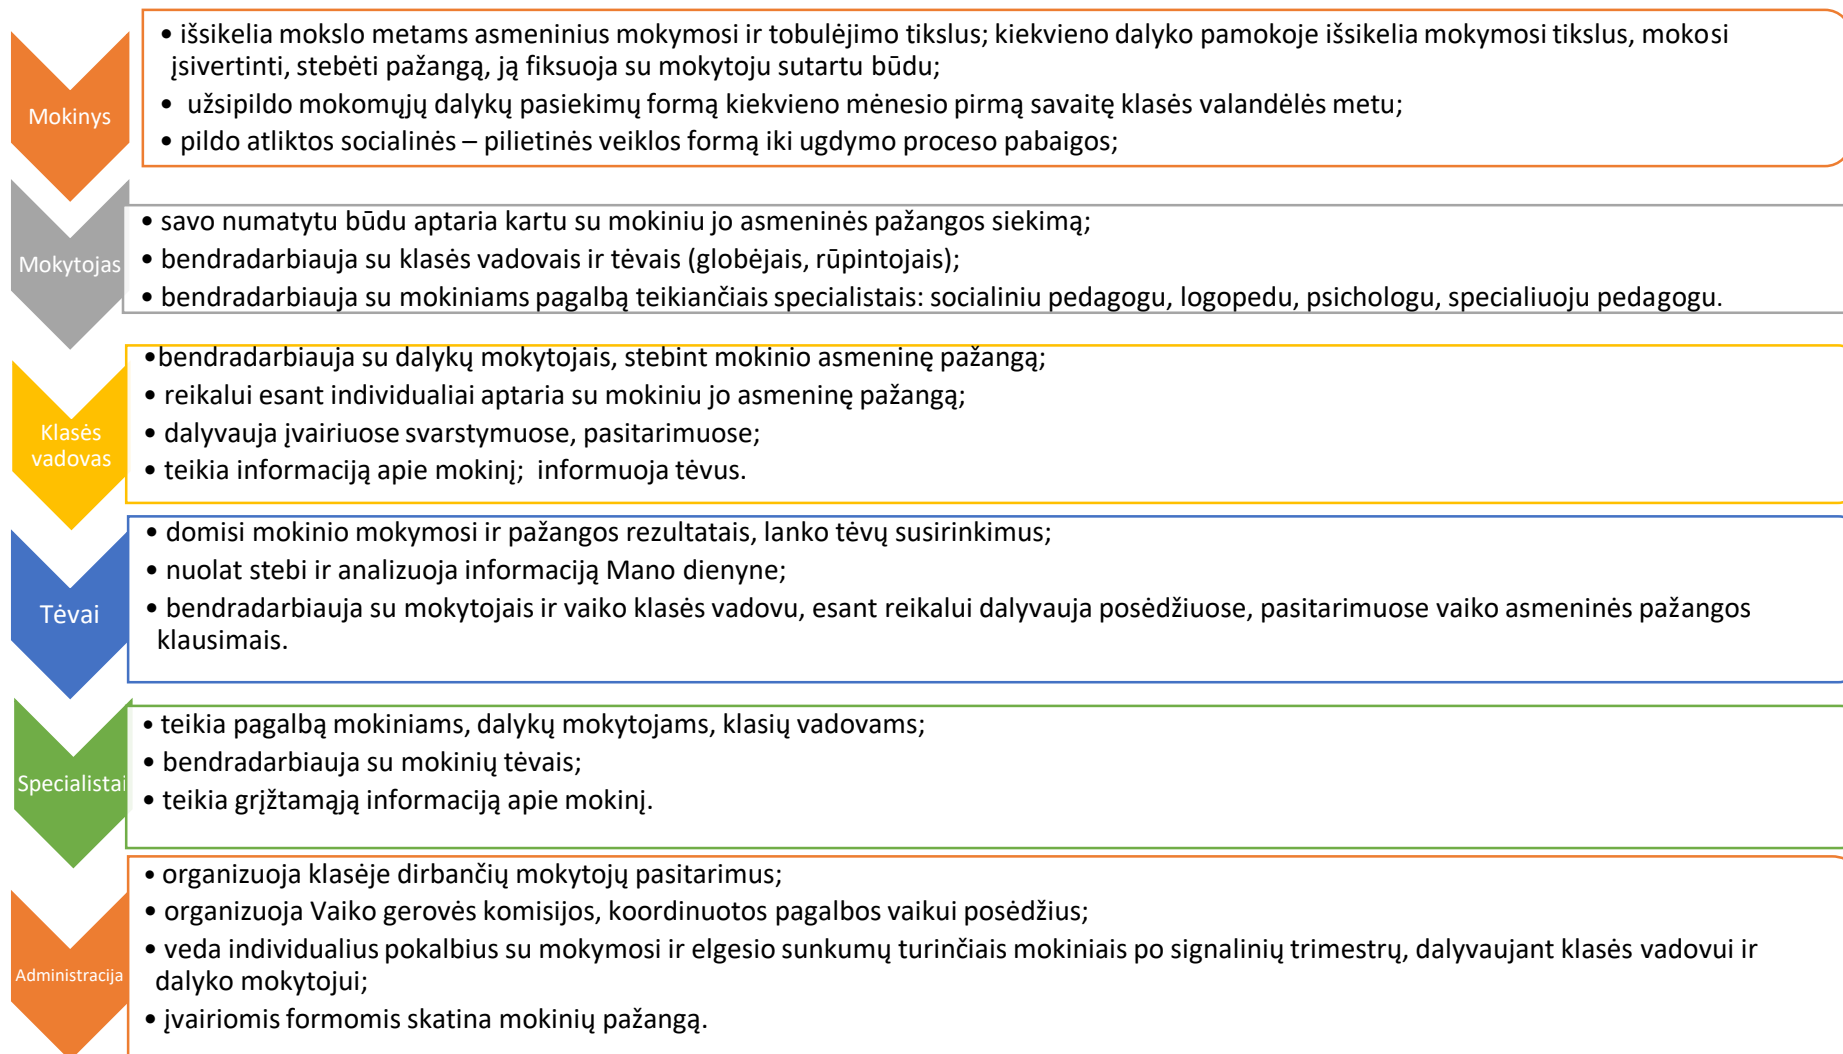 Mokinys
• išsikelia mokslo metams asmeninius mokymosi ir tobulėjimo tikslus; kiekvieno dalyko pamokoje išsikelia mokymosi tikslus, mokosi
įsivertinti, stebėti pažangą, ją fiksuoja su mokytoju sutartu būdu;
• užsipildo mokomųjų dalykų pasiekimų formą kiekvieno mėnesio pirmą savaitę klasės valandėlės metu;
• pildo atliktos socialinės – pilietinės veiklos formą iki ugdymo proceso pabaigos;
Mokytojas
• savo numatytu būdu aptaria kartu su mokiniu jo asmeninės pažangos siekimą;
• bendradarbiauja su klasės vadovais ir tėvais (globėjais, rūpintojais);
• bendradarbiauja su mokiniams pagalbą teikiančiais specialistais: socialiniu pedagogu, logopedu, psichologu, specialiuoju pedagogu.
Klasės
vadovas
•bendradarbiauja su dalykų mokytojais, stebint mokinio asmeninę pažangą;
• reikalui esant individualiai aptaria su mokiniu jo asmeninę pažangą;
• dalyvauja įvairiuose svarstymuose, pasitarimuose;
• teikia informaciją apie mokinį; informuoja tėvus.
Tėvai
• domisi mokinio mokymosi ir pažangos rezultatais, lanko tėvų susirinkimus;
• nuolat stebi ir analizuoja informaciją Mano dienyne;
• bendradarbiauja su mokytojais ir vaiko klasės vadovu, esant reikalui dalyvauja posėdžiuose, pasitarimuose vaiko asmeninės pažangos
klausimais.
Specialistai
• teikia pagalbą mokiniams, dalykų mokytojams, klasių vadovams;
• bendradarbiauja su mokinių tėvais;
• teikia grįžtamąją informaciją apie mokinį.
Administracija
• organizuoja klasėje dirbančių mokytojų pasitarimus;
• organizuoja Vaiko gerovės komisijos, koordinuotos pagalbos vaikui posėdžius;
• veda individualius pokalbius su mokymosi ir elgesio sunkumų turinčiais mokiniais po signalinių trimestrų, dalyvaujant klasės vadovui ir
dalyko mokytojui;
• įvairiomis formomis skatina mokinių pažangą.